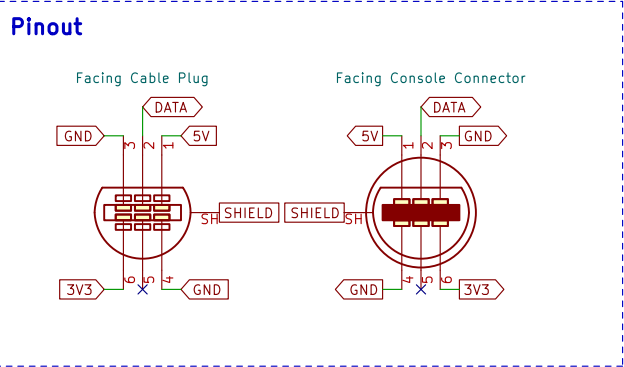 Pinout
Facing Cable Plug
Facing Console Connector
DATA
DATA
GND
5V
5V
GND
3
2
1
1
2
3
SH
SHIELD
SHIELD
SH
6
5
4
4
5
6
3V3
GND
GND
3V3